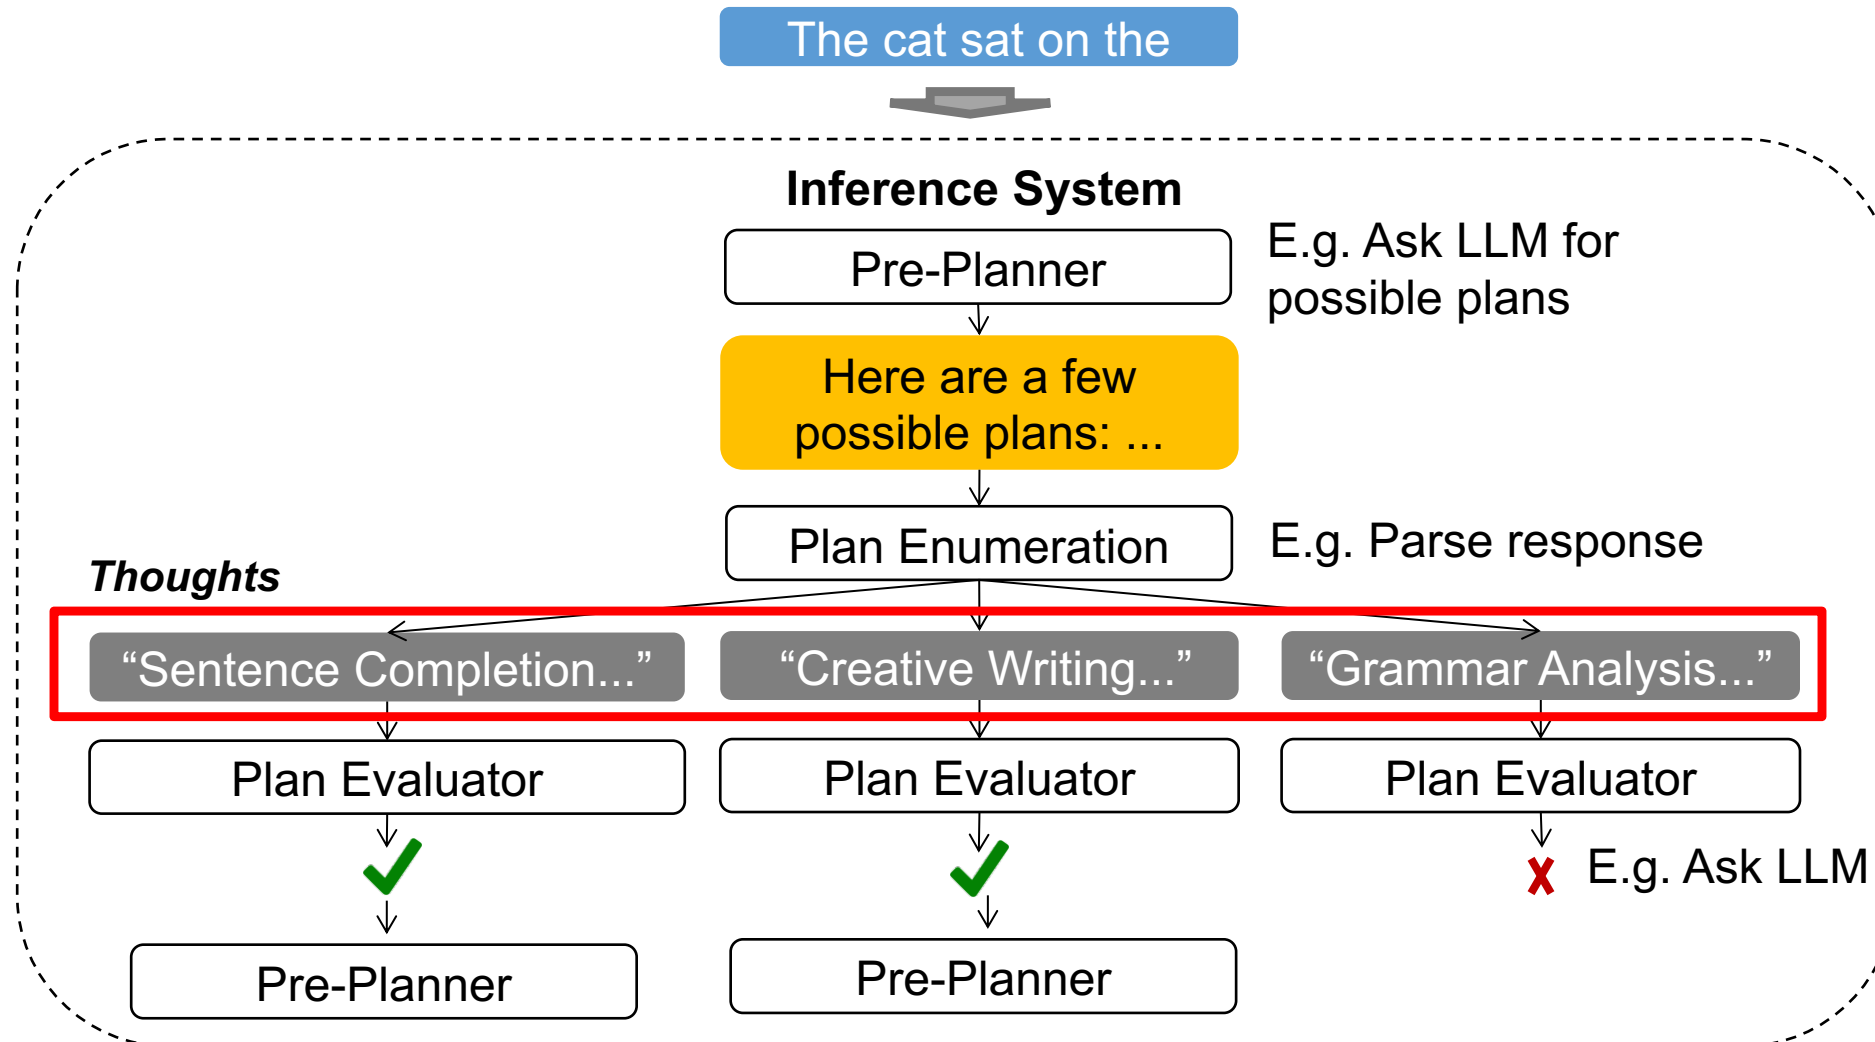 The cat sat on the
Inference System
Pre-Planner
E.g. Ask LLM for
possible plans
Here are a few
possible plans: ...
Plan Enumeration
E.g. Parse response
Thoughts
“Sentence Completion...”
“Creative Writing...”
“Grammar Analysis...”
Plan Evaluator
Plan Evaluator
Plan Evaluator
E.g. Ask LLM
Pre-Planner
Pre-Planner